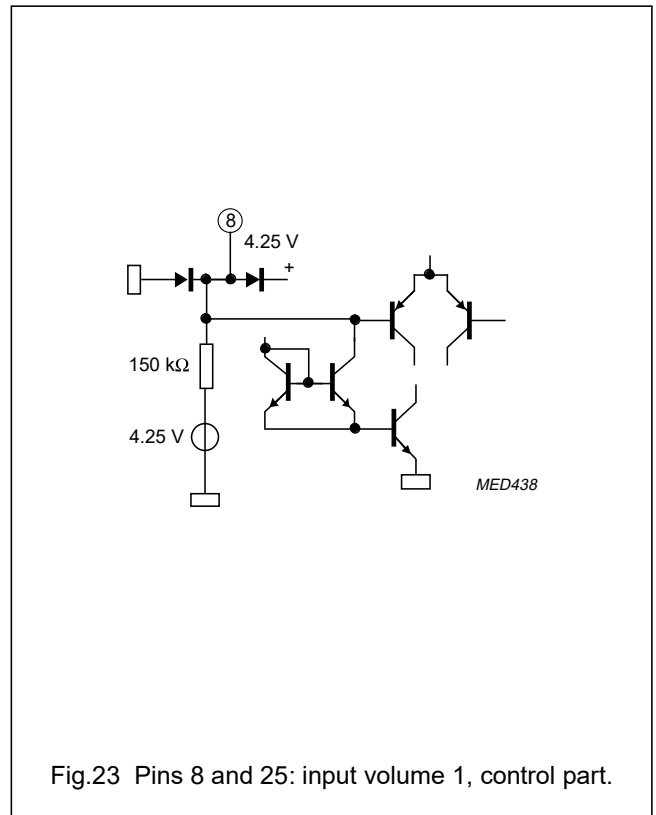 8
4.25 V
+
150 kΩ
4.25 V
MED438
Fig.23 Pins 8 and 25: input volume 1, control part.